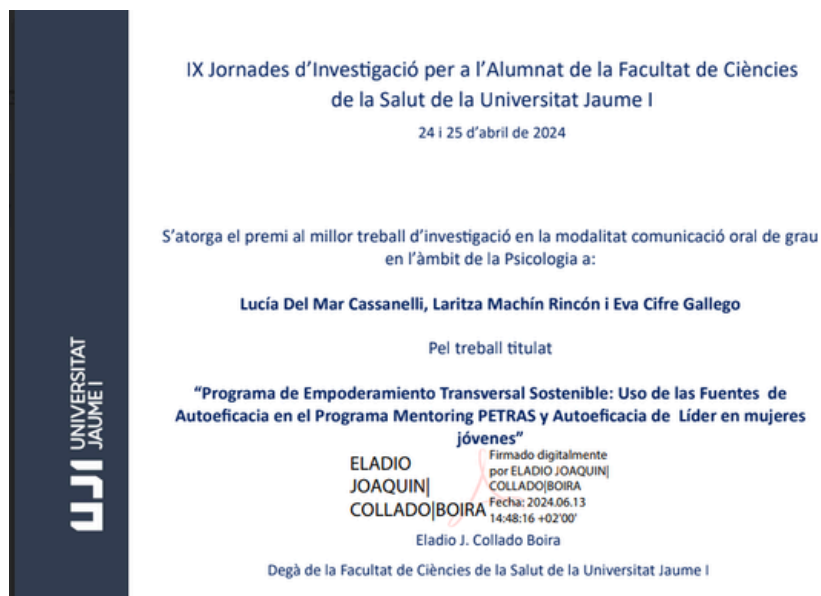 IX Jornades d'Investigació per a l'Alumnat de la Facultat de Ciències
de la Salut de la Universitat Jaume I
24 i 25 d'abril de 2024
S'atorga el premi al millor treball d'investigació en la modalitat comunicació oral de grau
en l'àmbit de la Psicologia a:
Lucía Del Mar Cassanelli, Laritza Machín Rincón i Eva Cifre Gallego
Pel treball titulat
"Programa de Empoderamiento Transversal Sostenible: Uso de las Fuentes de
Autoeficacia en el Programa Mentoring PETRAS y Autoeficacia de Líder en mujeres
jóvenes"
ELADIO
JOAQUIN|
COLLADO|BOIRA
Firmado digitalmente
por ELADIO JOAQUIN|
COLLADO|BOIRA
Fecha: 2024.06.13
14:48:16 +02'00'
Eladio J. Collado Boira
Degà de la Facultat de Ciències de la Salut de la Universitat Jaume I
UJI
UNIVERSITAT
JAUME I